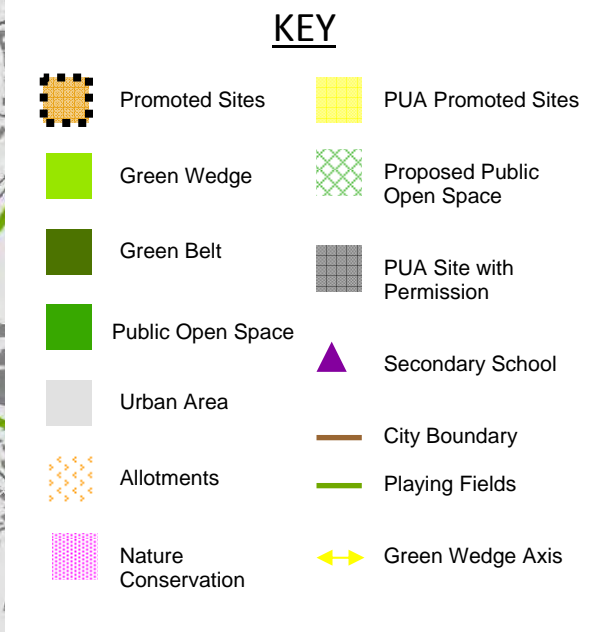 KEY
Promoted Sites
Green Wedge
Green Belt
Public Open Space
Urban Area
Allotments
Nature
Conservation
PUA Promoted Sites
Proposed Public
Open Space
PUA Site with
Permission
Secondary School
City Boundary
Playing Fields
Green Wedge Axis